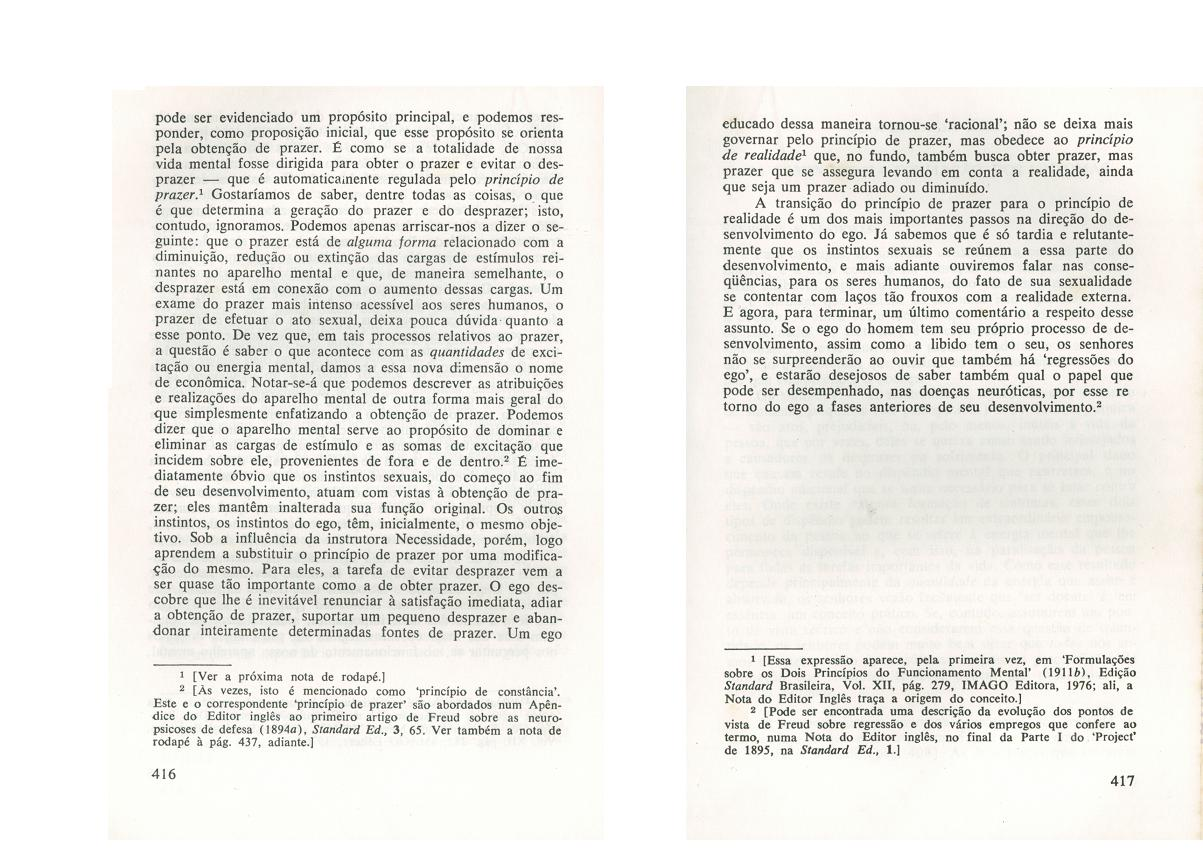 pode ser evidenciado um propósito principal, e podemos res-
ponder, como proposição inicial, que esse propósito se orienta
pela obtenção de prazer. É como se a totalidade de nossa
vida mental fosse dirigida para obter o prazer e evitar o des-
prazer — que é automaticamente regulada pelo princípio de
prazer.¹ Gostaríamos de saber, dentre todas as coisas, o que
é que determina a geração do prazer e do desprazer; isto,
contudo, ignoramos. Podemos apenas arriscar-nos a dizer o se-
guinte: que o prazer está de alguma forma relacionado com a
diminuição, redução ou extinção das cargas de estímulos rei-
nantes no aparelho mental e que, de maneira semelhante, o
desprazer está em conexão com o aumento dessas cargas. Um
exame do prazer mais intenso acessível aos seres humanos, o
prazer de efetuar o ato sexual, deixa pouca dúvida quanto a
esse ponto. De vez que, em tais processos relativos ao prazer,
a questão é saber o que acontece com as quantidades de exci-
tação ou energia mental, damos a essa nova dimensão o nome
de econômica. Notar-se-á que podemos descrever as atribuições
e realizações do aparelho mental de outra forma mais geral do
que simplesmente enfatizando a obtenção de prazer. Podemos
dizer que o aparelho mental serve ao propósito de dominar e
eliminar as cargas de estímulo e as somas de excitação que
incidem sobre ele, provenientes de fora e de dentro.² É ime-
diatamente óbvio que os instintos sexuais, do começo ao fim
de seu desenvolvimento, atuam com vistas à obtenção de pra-
zer; eles mantêm inalterada sua função original. Os outros
instintos, os instintos do ego, têm, inicialmente, o mesmo obje-
tivo. Sob a influência da instrutora Necessidade, porém, logo
aprendem a substituir o princípio de prazer por uma modifica-
ção do mesmo. Para eles, a tarefa de evitar desprazer vem a
ser quase tão importante como a de obter prazer. O ego des-
cobre que lhe é inevitável renunciar à satisfação imediata, adiar
a obtenção de prazer, suportar um pequeno desprazer e aban-
donar inteiramente determinadas fontes de prazer. Um ego
¹ [Ver a próxima nota de rodapé.]
² [Às vezes, isto é mencionado como ‘princípio de constância’.
Este e o correspondente ‘princípio de prazer’ são abordados num Apên-
dice do Editor inglês ao primeiro artigo de Freud sobre as neuro-
psicoses de defesa (1894a), Standard Ed., 3, 65. Ver também a nota de
rodapé à pág. 437, adiante.]
416
educado dessa maneira tornou-se ‘racional’; não se deixa mais
governar pelo princípio de prazer, mas obedece ao princípio
de realidade¹ que, no fundo, também busca obter prazer, mas
prazer que se assegura levando em conta a realidade, ainda
que seja um prazer adiado ou diminuído.
A transição do princípio de prazer para o princípio de
realidade é um dos mais importantes passos na direção do de-
senvolvimento do ego. Já sabemos que é só tardia e relutante-
mente que os instintos sexuais se reúnem a essa parte do
desenvolvimento, e mais adiante ouviremos falar nas conse-
qüências, para os seres humanos, do fato de sua sexualidade
se contentar com laços tão frouxos com a realidade externa.
E agora, para terminar, um último comentário a respeito desse
assunto. Se o ego do homem tem seu próprio processo de de-
senvolvimento, assim como a libido tem o seu, os senhores
não se surpreenderão ao ouvir que também há ‘regressões do
ego’, e estarão desejosos de saber também qual o papel que
pode ser desempenhado, nas doenças neuróticas, por esse re
torno do ego a fases anteriores de seu desenvolvimento.²
¹ [Essa expressão aparece, pela primeira vez, em ‘Formulações
sobre os Dois Princípios do Funcionamento Mental’ (1911b), Edição
Standard Brasileira, Vol. XII, pág. 279, IMAGO Editora, 1976; ali, a
Nota do Editor Inglês traça a origem do conceito.]
² [Pode ser encontrada uma descrição da evolução dos pontos de
vista de Freud sobre regressão e dos vários empregos que confere ao
termo, numa Nota do Editor inglês, no final da Parte I do ‘Project’
de 1895, na Standard Ed., 1.]
417